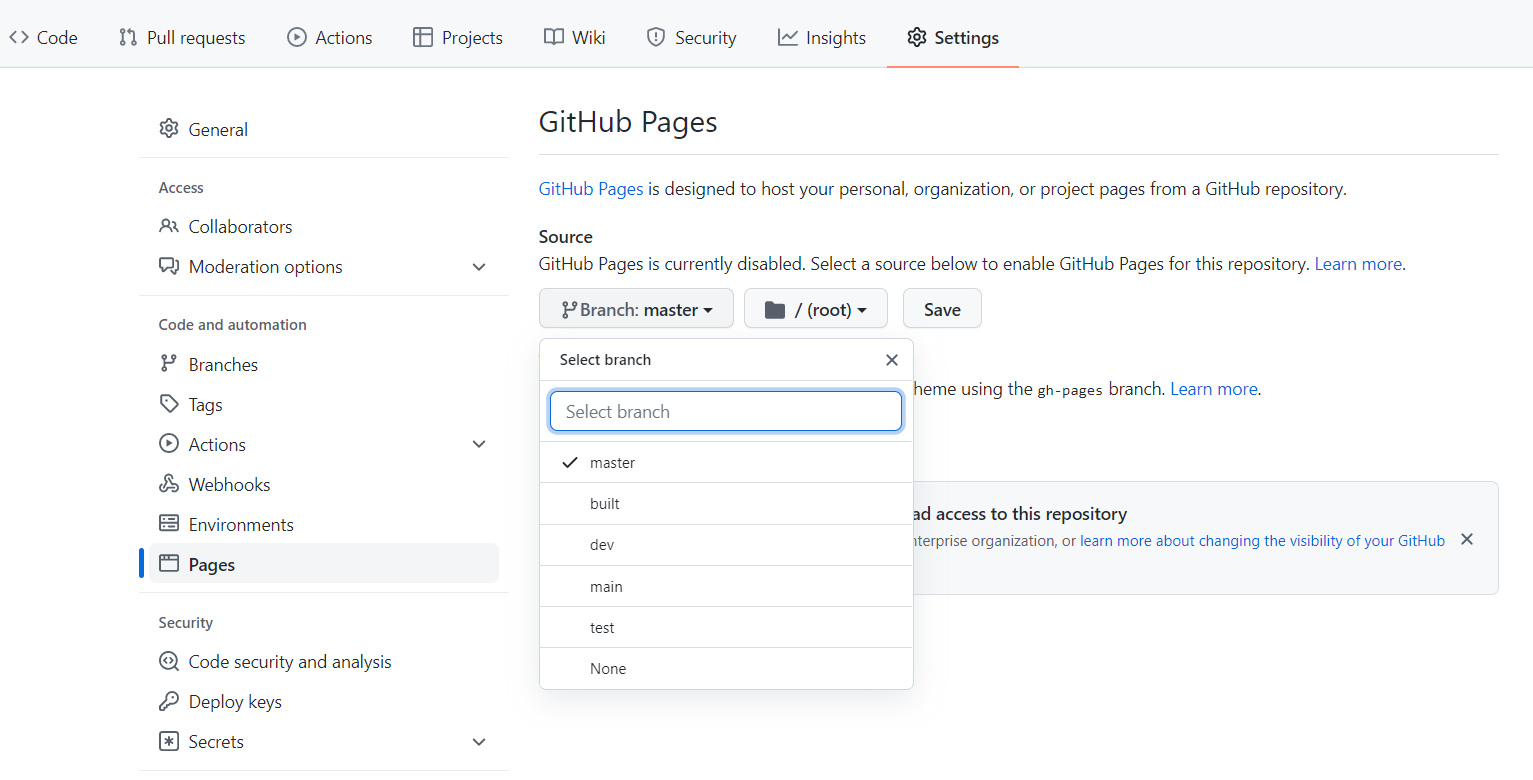 Code Pull requests Actions Projects Wiki Security Insights Settings
General
Access
Collaborators
Moderation options
Code and automation
Branches
Tags
Actions
Webhooks
Environments
Pages
Security
Code security and analysis
Deploy keys
Secrets
GitHub Pages
GitHub Pages is designed to host your personal, organization, or project pages from a GitHub repository.
Source
GitHub Pages is currently disabled. Select a source below to enable GitHub Pages for this repository. Learn more.
Branch: master / (root) Save
Select branch
Select branch
master
built
dev
main
test
None
using the gh-pages branch. Learn more.
access to this repository
organization, or learn more about changing the visibility of your GitHub